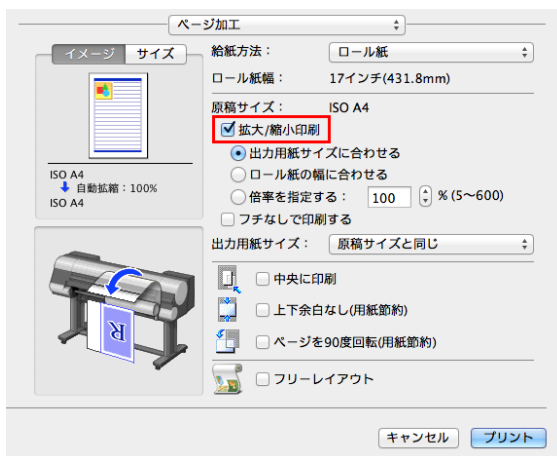 ページ加工
イメージ サイズ
給紙方法： ロール紙
ロール紙幅： 17インチ(431.8mm)
原稿サイズ： ISO A4
拡大/縮小印刷
出力用紙サイズに合わせる
ロール紙の幅に合わせる
倍率を指定する： 100 % (5〜600)
フチなしで印刷する
ISO A4
自動拡縮：100%
ISO A4
出力用紙サイズ： 原稿サイズと同じ
中央に印刷
上下余白なし(用紙節約)
ページを90度回転(用紙節約)
フリーレイアウト
R
キャンセル プリント